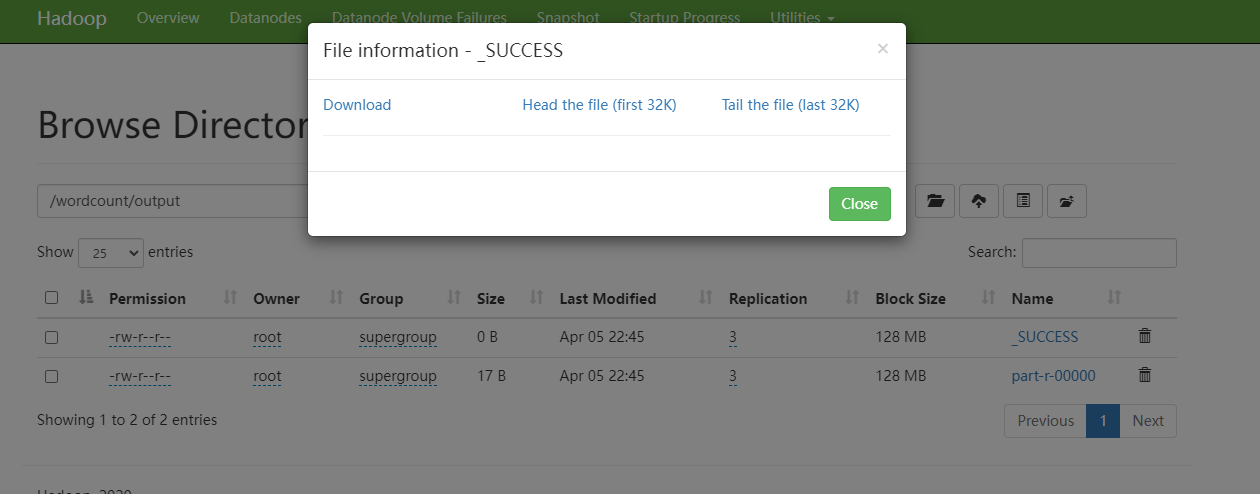 Hadoop Overview Datanodes Datanode Volume Failures Snapshot Startup Progress Utilities
File information - _SUCCESS ×
Download Head the file (first 32K) Tail the file (last 32K)
Browse Director
/wordcount/output
Close
Show 25 entries Search:
Permission Owner Group Size Last Modified Replication Block Size Name
-rw-r--r-- root supergroup 0 B Apr 05 22:45 3 128 MB _SUCCESS
-rw-r--r-- root supergroup 17 B Apr 05 22:45 3 128 MB part-r-00000
Showing 1 to 2 of 2 entries Previous 1 Next
Hadoop, 2020.